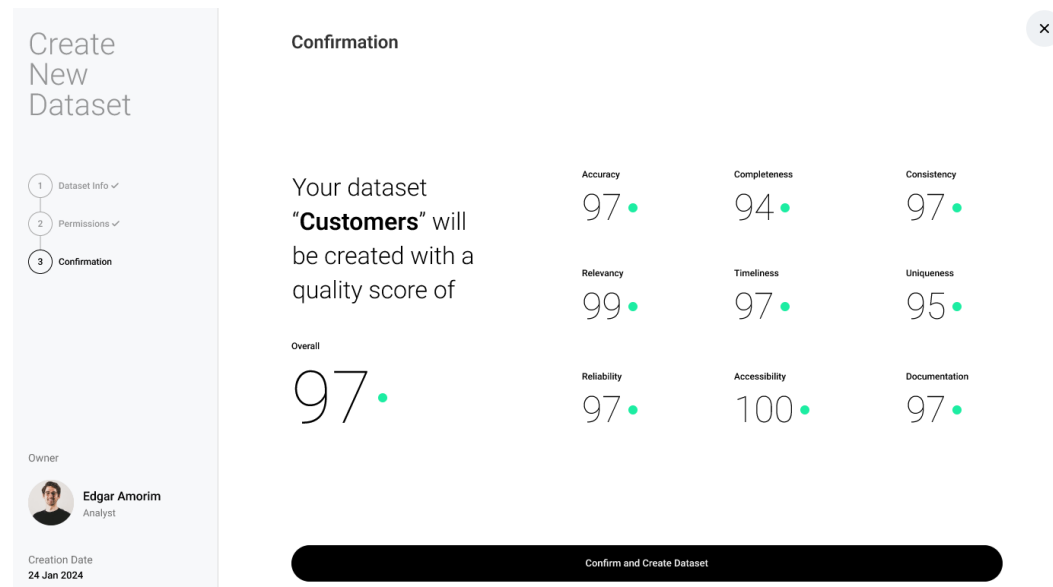 Create
New
Dataset
1 Dataset Info
2 Permissions
3 Confirmation
Owner
Edgar Amorim
Analyst
Creation Date
24 Jan 2024
Confirmation
Your dataset
“Customers” will
be created with a
quality score of
Overall
97
Accuracy Completeness Consistency
97 94 97
Relevancy Timeliness Uniqueness
99 97 95
Reliability Accessibility Documentation
97 100 97
Confirm and Create Dataset